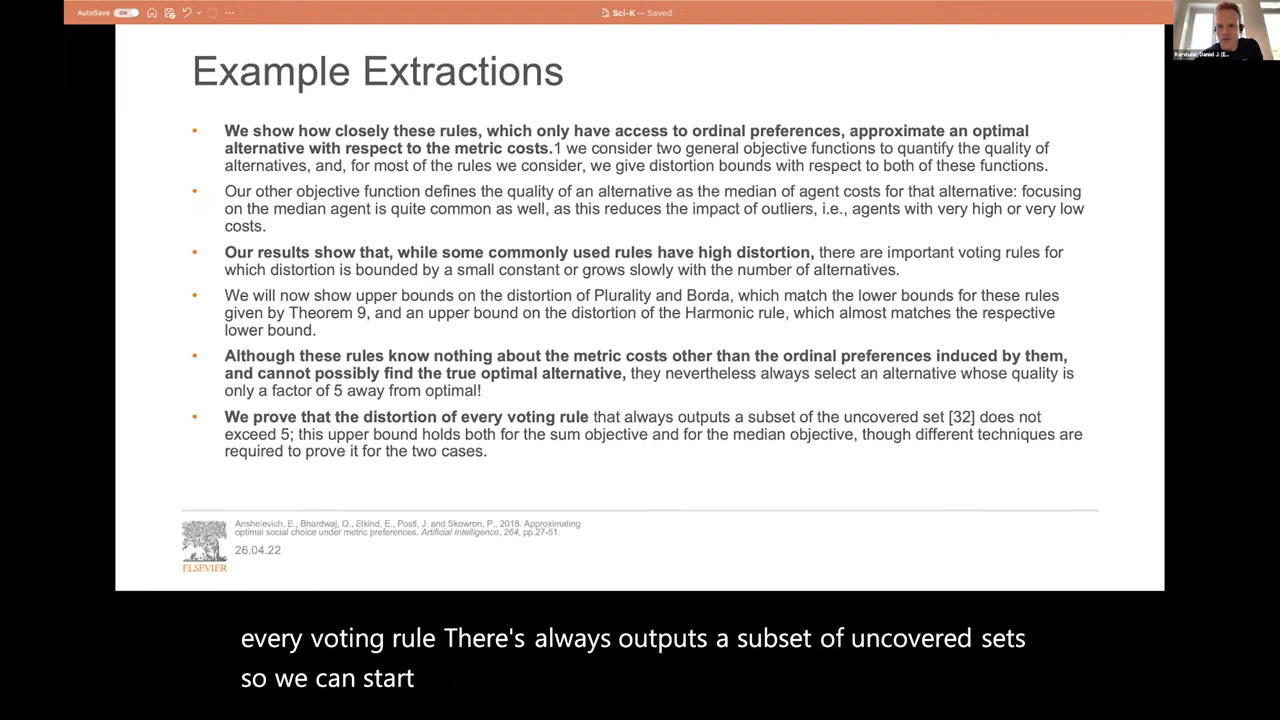 AutoSave ON
Sci-K — Saved
Kershaw, Daniel J. (E...
Example Extractions
• We show how closely these rules, which only have access to ordinal preferences, approximate an optimal
alternative with respect to the metric costs.1 we consider two general objective functions to quantify the quality of
alternatives, and, for most of the rules we consider, we give distortion bounds with respect to both of these functions.
• Our other objective function defines the quality of an alternative as the median of agent costs for that alternative: focusing
on the median agent is quite common as well, as this reduces the impact of outliers, i.e., agents with very high or very low
costs.
• Our results show that, while some commonly used rules have high distortion, there are important voting rules for
which distortion is bounded by a small constant or grows slowly with the number of alternatives.
• We will now show upper bounds on the distortion of Plurality and Borda, which match the lower bounds for these rules
given by Theorem 9, and an upper bound on the distortion of the Harmonic rule, which almost matches the respective
lower bound.
• Although these rules know nothing about the metric costs other than the ordinal preferences induced by them,
and cannot possibly find the true optimal alternative, they nevertheless always select an alternative whose quality is
only a factor of 5 away from optimal!
• We prove that the distortion of every voting rule that always outputs a subset of the uncovered set [32] does not
exceed 5; this upper bound holds both for the sum objective and for the median objective, though different techniques are
required to prove it for the two cases.
Anshelevich, E., Bhardwaj, O., Elkind, E., Postl, J. and Skowron, P., 2018. Approximating
optimal social choice under metric preferences. Artificial Intelligence, 264, pp.27-51.
26.04.22
ELSEVIER
every voting rule There's always outputs a subset of uncovered sets
so we can start